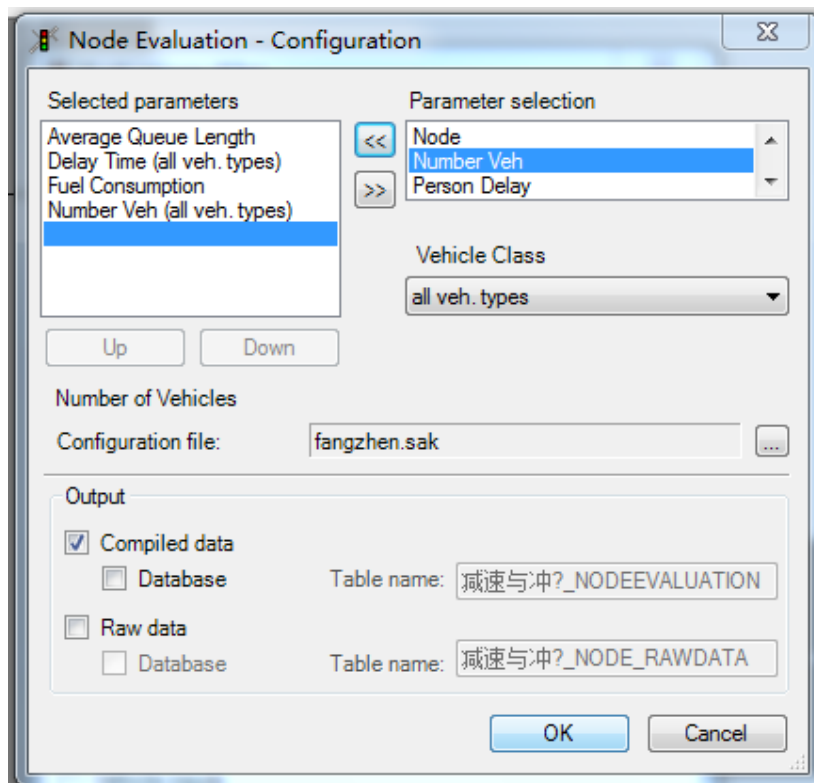 Node Evaluation - Configuration
Selected parameters
Average Queue Length
Delay Time (all veh. types)
Fuel Consumption
Number Veh (all veh. types)
<<
>>
Parameter selection
Node
Number Veh
Person Delay
Vehicle Class
all veh. types
Up
Down
Number of Vehicles
Configuration file:
fangzhen.sak
...
Output
Compiled data
Database
Table name:
减速与冲?_NODEEVALUATION
Raw data
Database
Table name:
减速与冲?_NODE_RAWDATA
OK
Cancel